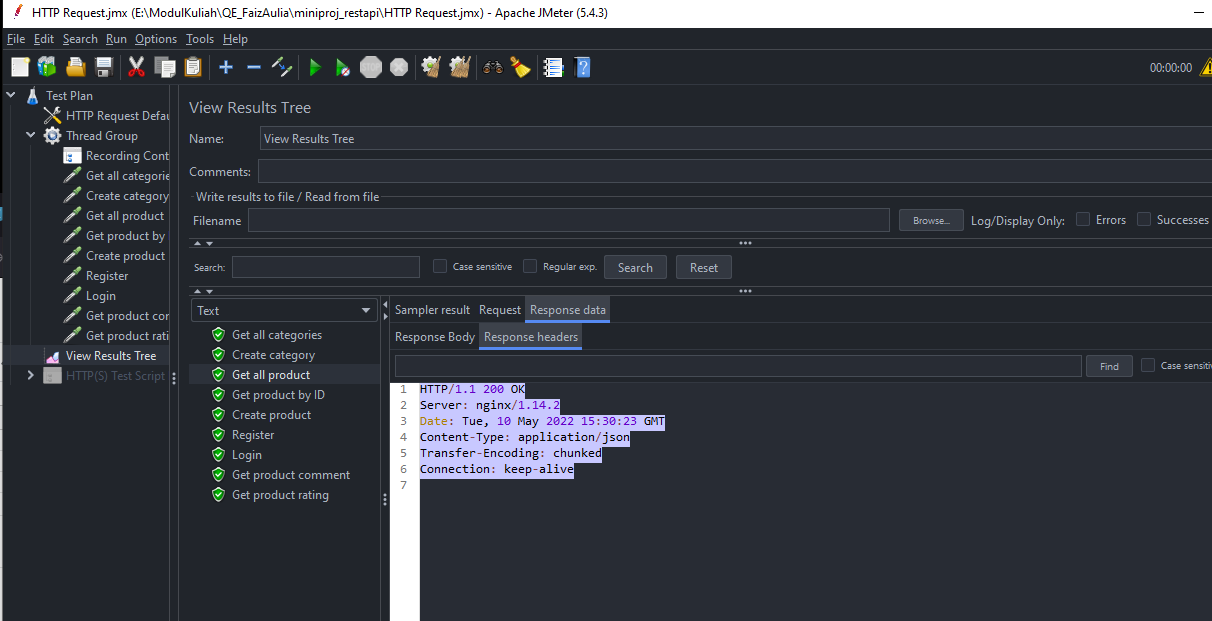 HTTP Request.jmx (E:\ModulKuliah\QE_FaizAulia\miniproj_restapi\HTTP Request.jmx) - Apache JMeter (5.4.3)
File Edit Search Run Options Tools Help
00:00:00
Test Plan
HTTP Request Defau
Thread Group
Recording Cont
Get all categorie
Create category
Get all product
Get product by
Create product
Register
Login
Get product cor
Get product rati
View Results Tree
HTTP(S) Test Script
View Results Tree
Name: View Results Tree
Comments:
Write results to file / Read from file
Filename Browse... Log/Display Only: Errors Successes
Search: Case sensitive Regular exp. Search Reset
Text
Get all categories
Create category
Get all product
Get product by ID
Create product
Register
Login
Get product comment
Get product rating
Sampler result Request Response data
Response Body Response headers
Find Case sensitiv
1 HTTP/1.1 200 OK
2 Server: nginx/1.14.2
3 Date: Tue, 10 May 2022 15:30:23 GMT
4 Content-Type: application/json
5 Transfer-Encoding: chunked
6 Connection: keep-alive
7